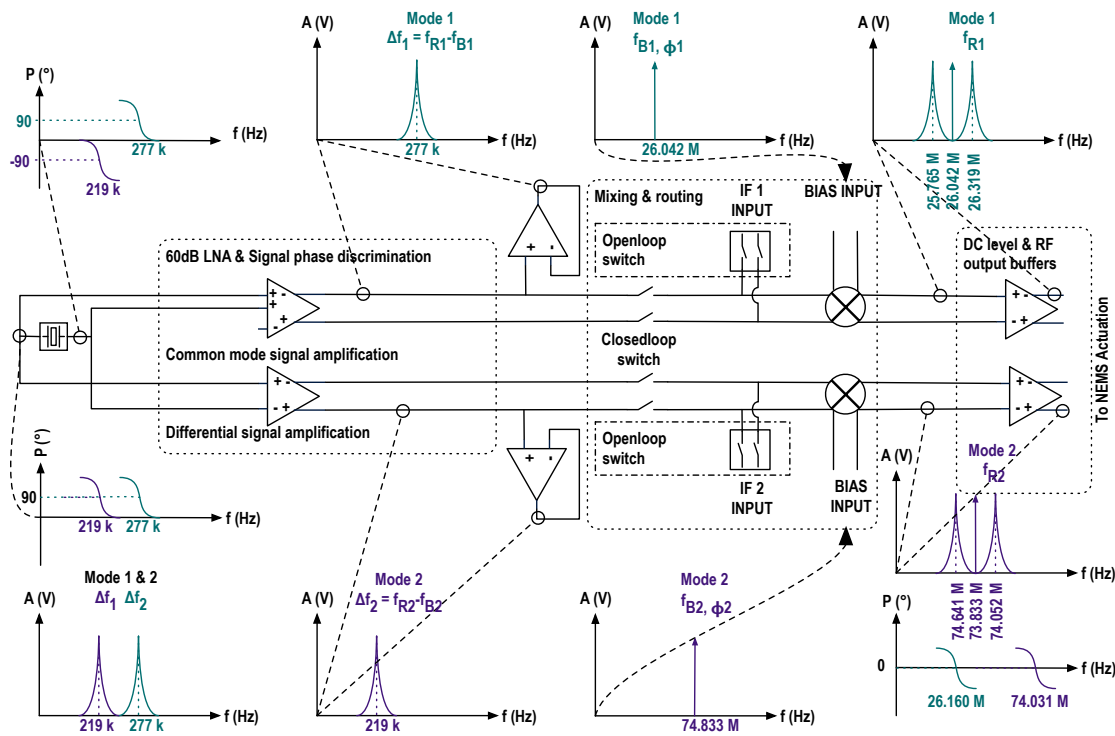 A (V)
Mode 1
Δf1 = fR1-fB1
277 k
f (Hz)
A (V)
Mode 1
fB1, ϕ1
26.042 M
f (Hz)
A (V)
Mode 1
fR1
25.765 M
26.042 M
26.319 M
f (Hz)
P (°)
90
-90
219 k
277 k
f (Hz)
Mixing & routing
IF 1
INPUT
BIAS INPUT
Openloop
switch
60dB LNA & Signal phase discrimination
DC level & RF
output buffers
+ -
+
- +
+ -
Common mode signal amplification
Closedloop
switch
+ -
- +
+ -
- +
+ -
- +
+ -
Differential signal amplification
Openloop
switch
IF 2
INPUT
BIAS
INPUT
To NEMS Actuation
P (°)
90
219 k
277 k
f (Hz)
A (V)
Mode 2
fR2
74.641 M
73.833 M
74.052 M
f (Hz)
Mode 1 & 2
Δf1 Δf2
A (V)
219 k
277 k
f (Hz)
A (V)
Mode 2
Δf2 = fR2-fB2
219 k
f (Hz)
A (V)
Mode 2
fB2, ϕ2
74.833 M
f (Hz)
P (°)
0
26.160 M
74.031 M
f (Hz)